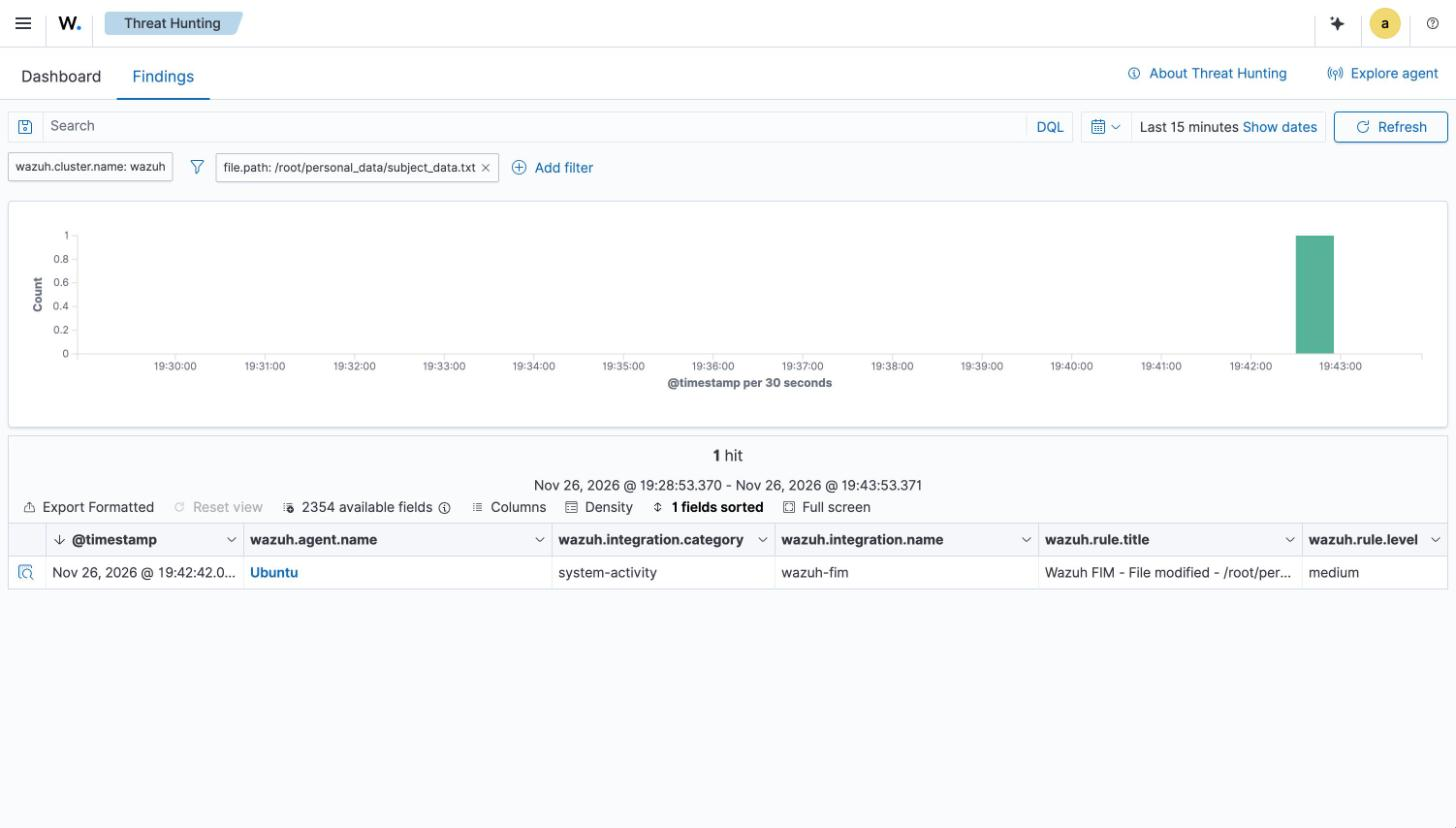 W. Threat Hunting a
Dashboard Findings About Threat Hunting Explore agent
Search DQL Last 15 minutes Show dates Refresh
wazuh.cluster.name: wazuh file.path: /root/personal_data/subject_data.txt Add filter
1
0.8
0.6
0.4
0.2
0
Count
19:30:00 19:31:00 19:32:00 19:33:00 19:34:00 19:35:00 19:36:00 19:37:00 19:38:00 19:39:00 19:40:00 19:41:00 19:42:00 19:43:00
@timestamp per 30 seconds
1 hit
Nov 26, 2026 @ 19:28:53.370 - Nov 26, 2026 @ 19:43:53.371
Export Formatted Reset view 2354 available fields Columns Density 1 fields sorted Full screen
@timestamp wazuh.agent.name wazuh.integration.category wazuh.integration.name wazuh.rule.title wazuh.rule.level
Nov 26, 2026 @ 19:42:42.0... Ubuntu system-activity wazuh-fim Wazuh FIM - File modified - /root/per... medium